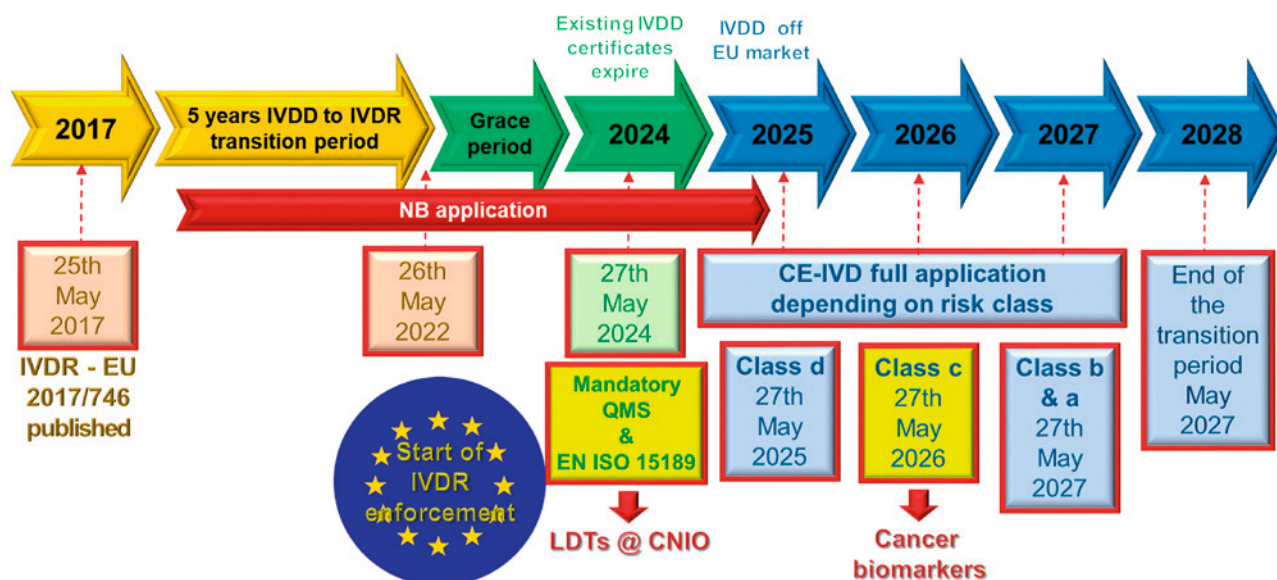 Existing IVDD
certificates
expire
IVDD off
EU market
2017
5 years IVDD to IVDR
transition period
Grace
period
2024
2025
2026
2027
2028
NB application
25th
May
2017
IVDR - EU
2017/746
published
26th
May
2022
Start of
IVDR
enforcement
27th
May
2024
Mandatory
QMS
&
EN ISO 15189
LDTs @ CNIO
CE-IVD full application
depending on risk class
Class d
27th
May
2025
Class c
27th
May
2026
Cancer
biomarkers
Class b
& a
27th
May
2027
End of
the
transition
period
May
2027